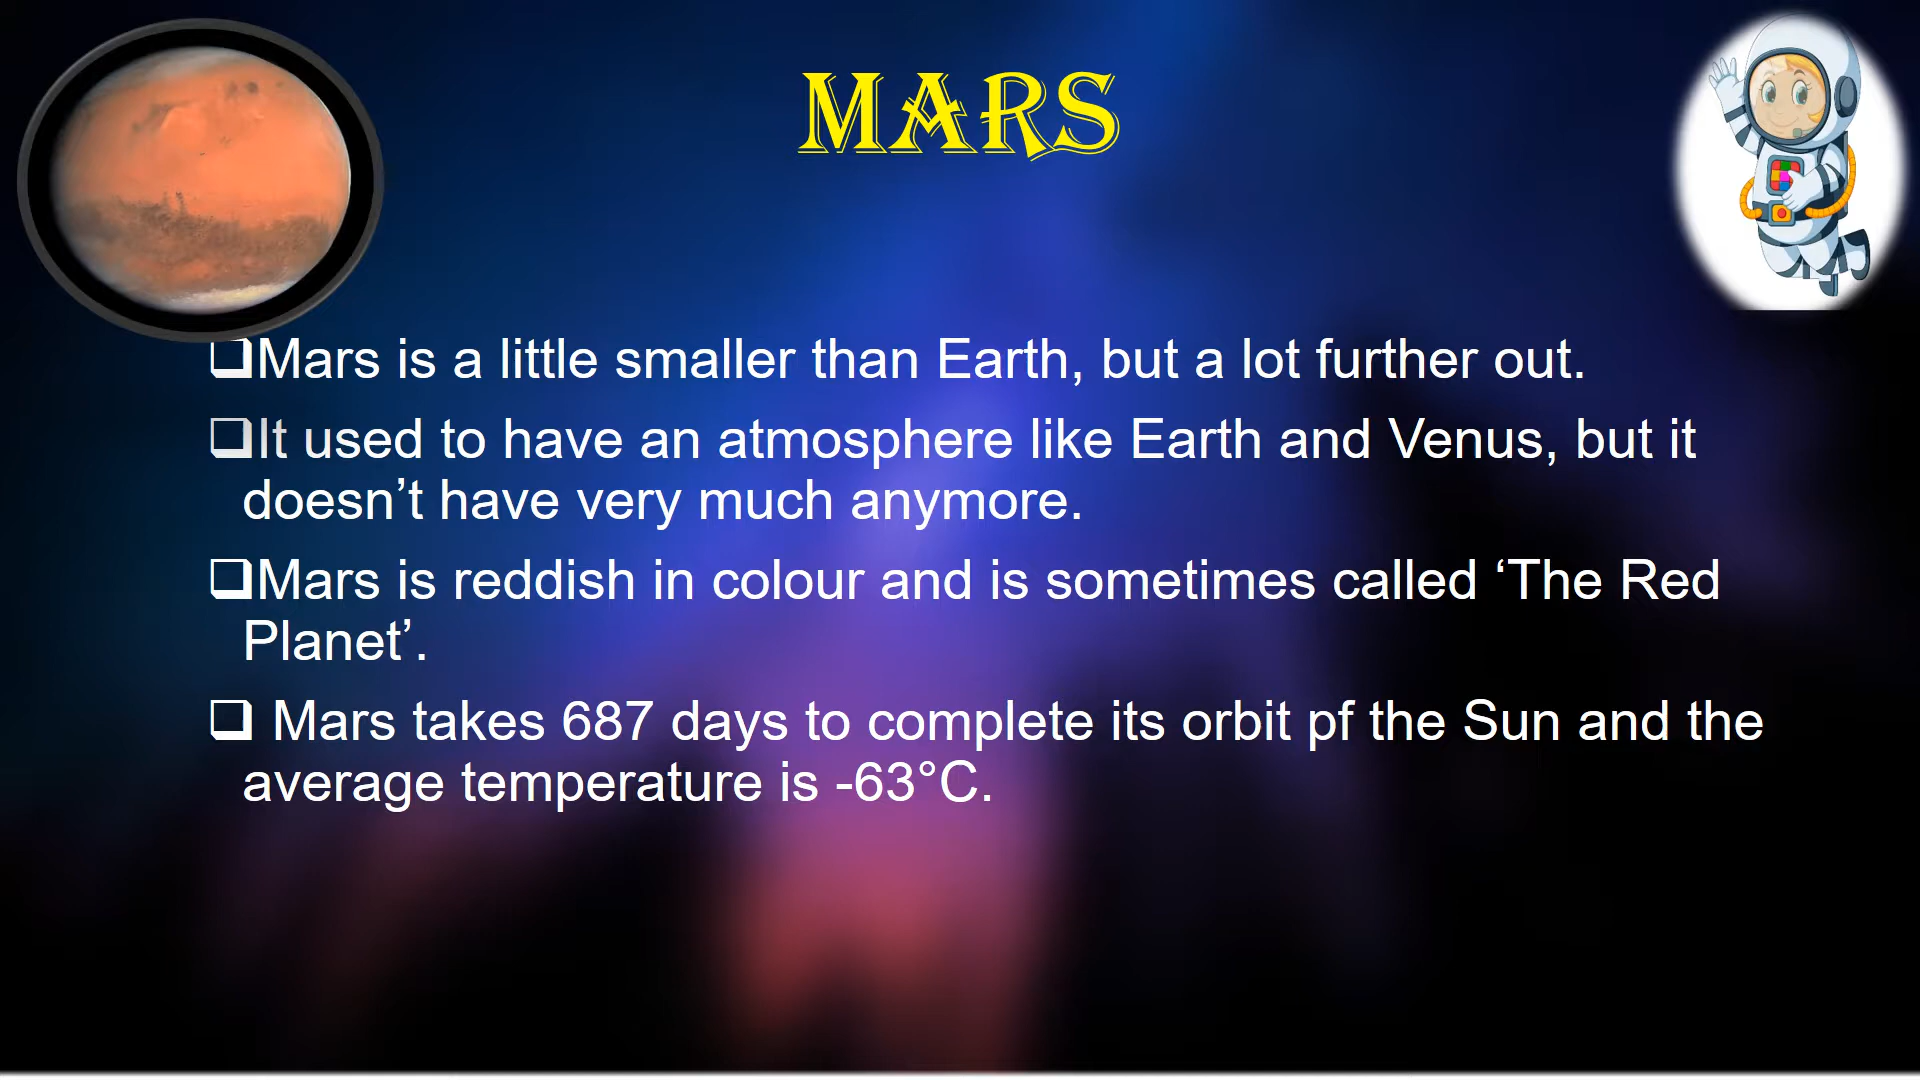 MARS
❑Mars is a little smaller than Earth, but a lot further out.
❑It used to have an atmosphere like Earth and Venus, but it
doesn’t have very much anymore.
❑Mars is reddish in colour and is sometimes called ‘The Red
Planet’.
❑ Mars takes 687 days to complete its orbit pf the Sun and the
average temperature is -63°C.